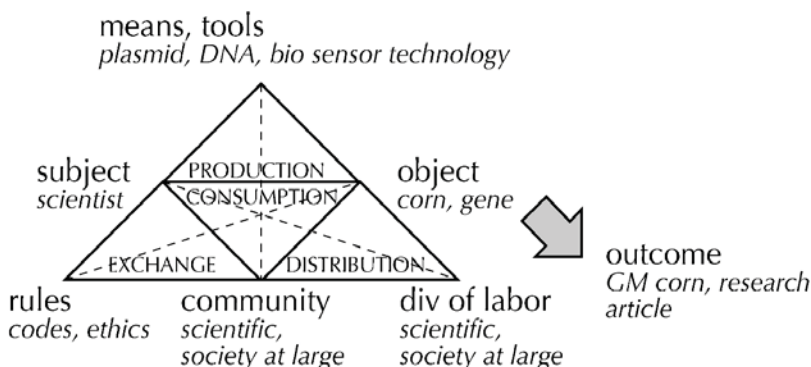 means, tools
plasmid, DNA, bio sensor technology
subject
scientist
PRODUCTION
CONSUMPTION
object
corn, gene
EXCHANGE
DISTRIBUTION
outcome
GM corn, research
article
rules
codes, ethics
community
scientific,
society at large
div of labor
scientific,
society at large